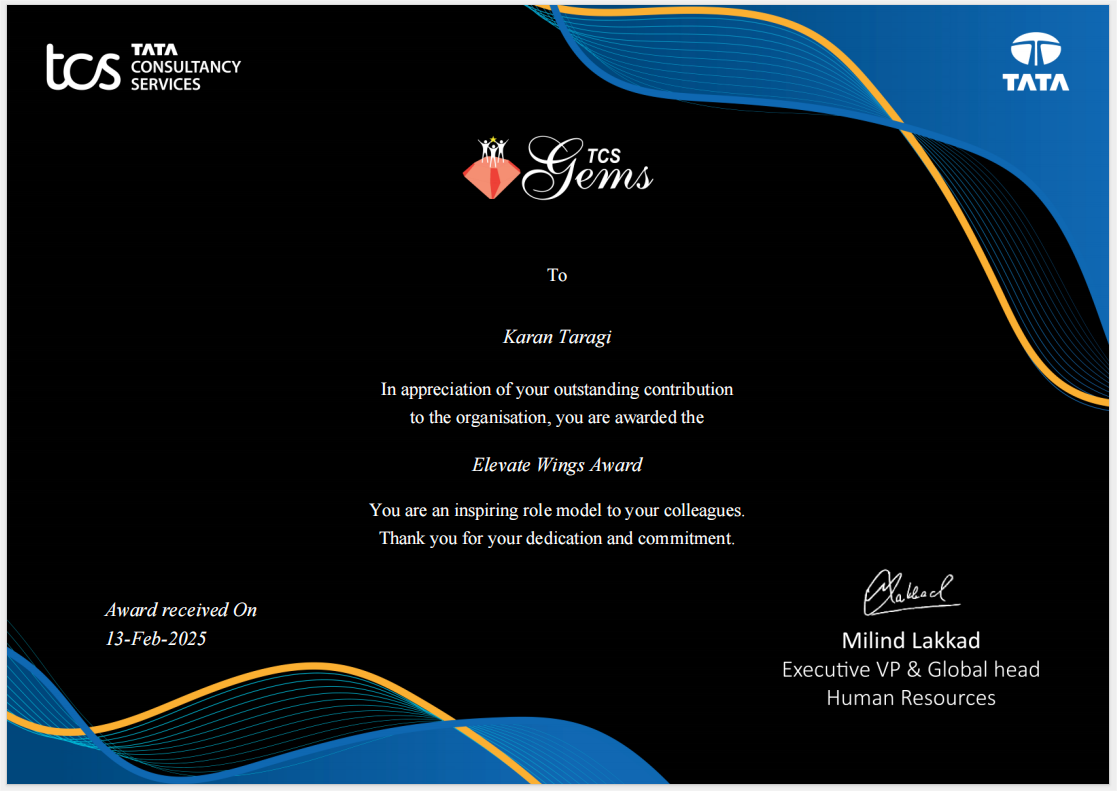 tcs TATA
CONSULTANCY
SERVICES
TATA
TCS
Gems
To
Karan Taragi
In appreciation of your outstanding contribution
to the organisation, you are awarded the
Elevate Wings Award
You are an inspiring role model to your colleagues.
Thank you for your dedication and commitment.
Award received On
13-Feb-2025
Lakkad
Milind Lakkad
Executive VP & Global head
Human Resources